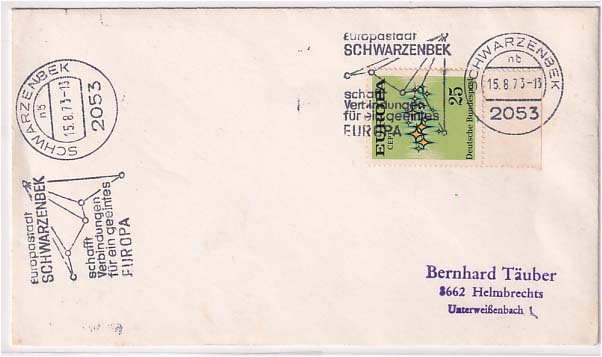 Europastadt
SCHWARZENBEK
schafft
Verbindungen
für ein geeintes
EUROPA
SCHWARZENBEK
nb
15.8.73-13
2053
EUROPA
CEPT
25
Deutsche Bundespost
SCHWARZENBEK
nb
15.8.73-13
2053
Europastadt
SCHWARZENBEK
schafft
Verbindungen
für ein geeintes
EUROPA
Bernhard Täuber
8662 Helmbrechts
Unterweißenbach